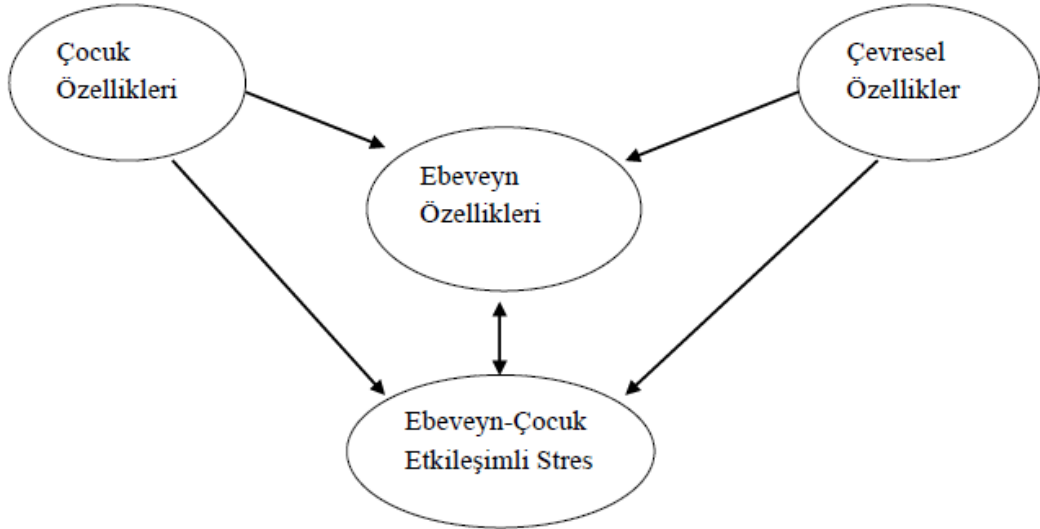 Çocuk
Özellikleri
Çevresel
Özellikler
Ebeveyn
Özellikleri
Ebeveyn-Çocuk
Etkileşimli Stres